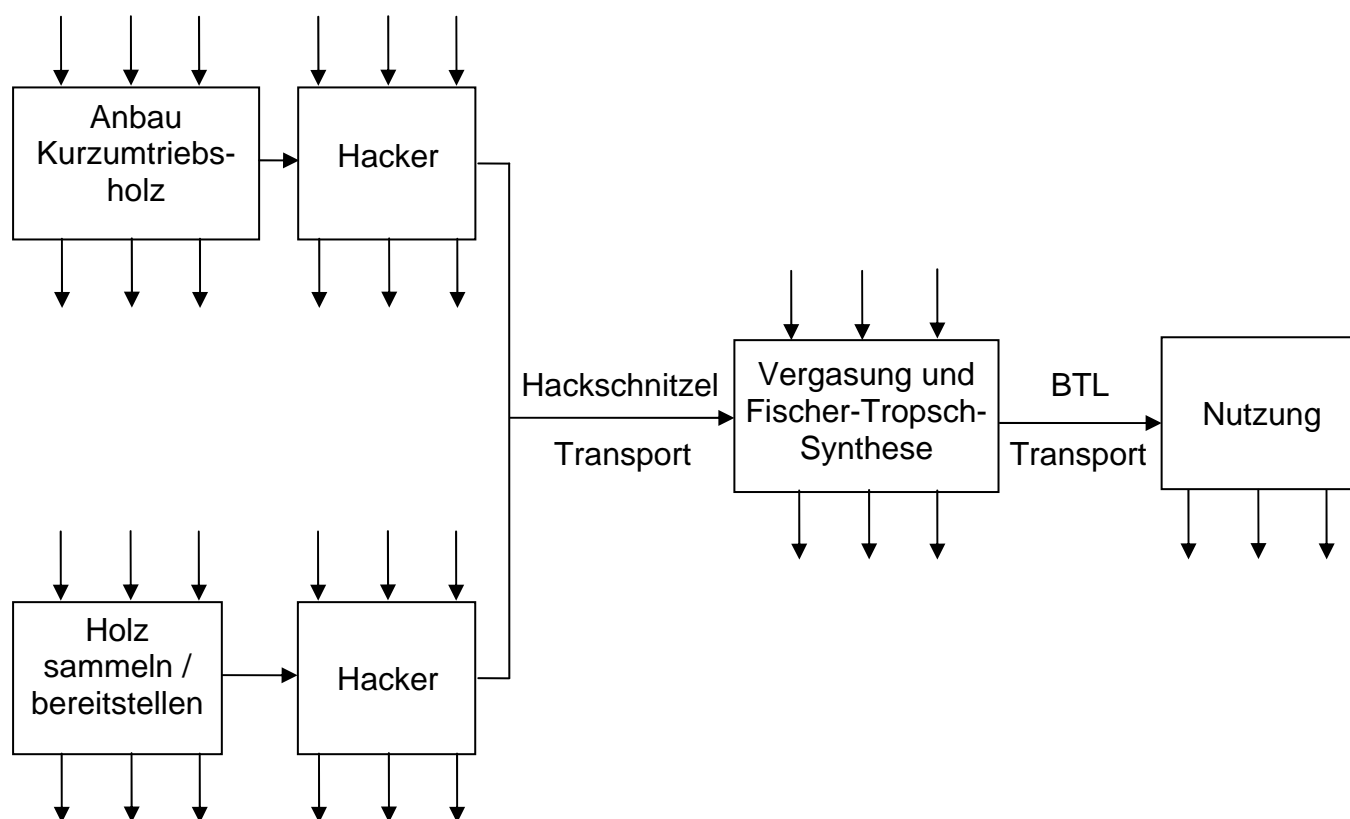 Anbau
Kurzumtriebs-
holz
Hacker
Hackschnitzel
Transport
Vergasung und
Fischer-Tropsch-
Synthese
BTL
Transport
Nutzung
Holz
sammeln /
bereitstellen
Hacker